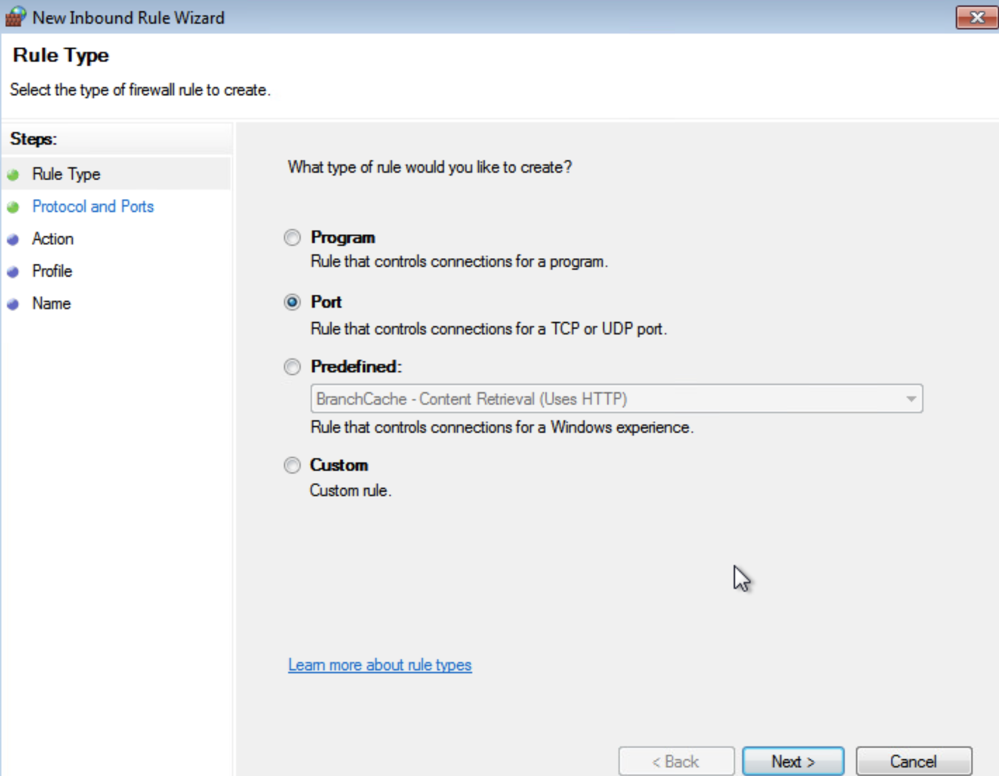 New Inbound Rule Wizard
Rule Type
Select the type of firewall rule to create.
Steps:
Rule Type
Protocol and Ports
Action
Profile
Name
What type of rule would you like to create?
Program
Rule that controls connections for a program.
Port
Rule that controls connections for a TCP or UDP port.
Predefined:
BranchCache - Content Retrieval (Uses HTTP)
Rule that controls connections for a Windows experience.
Custom
Custom rule.
Learn more about rule types
< Back
Next >
Cancel